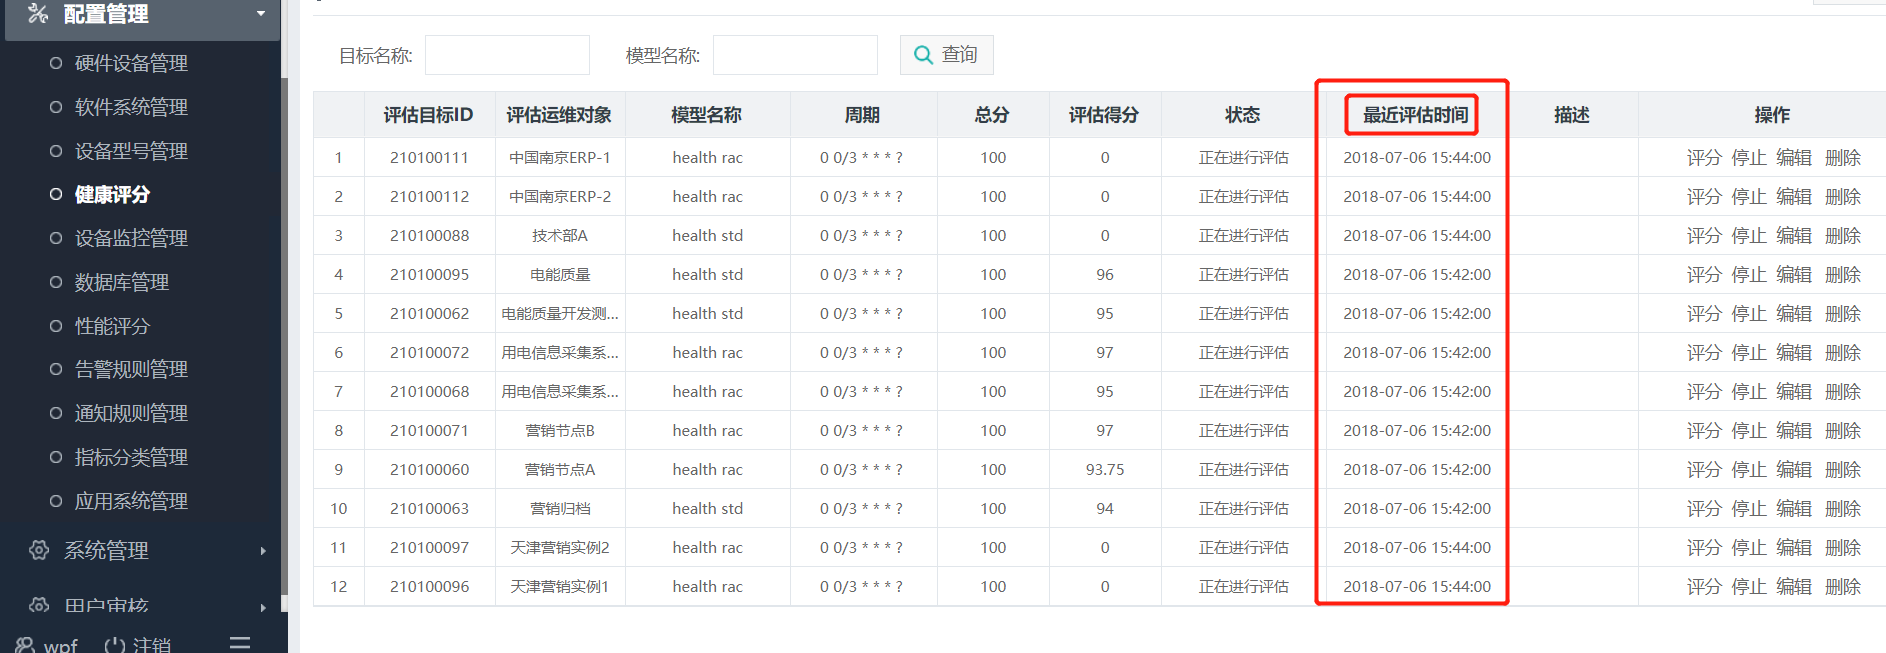 配置管理
硬件设备管理
软件系统管理
设备型号管理
健康评分
设备监控管理
数据库管理
性能评分
告警规则管理
通知规则管理
指标分类管理
应用系统管理
系统管理
用户审核
wpf 注销
目标名称: 模型名称: 查询
评估目标ID 评估运维对象 模型名称 周期 总分 评估得分 状态 最近评估时间 描述 操作
1 210100111 中国南京ERP-1 health rac 0 0/3 * * * ? 100 0 正在进行评估 2018-07-06 15:44:00 评分 停止 编辑 删除
2 210100112 中国南京ERP-2 health rac 0 0/3 * * * ? 100 0 正在进行评估 2018-07-06 15:44:00 评分 停止 编辑 删除
3 210100088 技术部A health std 0 0/3 * * * ? 100 0 正在进行评估 2018-07-06 15:44:00 评分 停止 编辑 删除
4 210100095 电能质量 health std 0 0/3 * * * ? 100 96 正在进行评估 2018-07-06 15:42:00 评分 停止 编辑 删除
5 210100062 电能质量开发测... health std 0 0/3 * * * ? 100 95 正在进行评估 2018-07-06 15:42:00 评分 停止 编辑 删除
6 210100072 用电信息采集系... health rac 0 0/3 * * * ? 100 97 正在进行评估 2018-07-06 15:42:00 评分 停止 编辑 删除
7 210100068 用电信息采集系... health rac 0 0/3 * * * ? 100 95 正在进行评估 2018-07-06 15:42:00 评分 停止 编辑 删除
8 210100071 营销节点B health rac 0 0/3 * * * ? 100 97 正在进行评估 2018-07-06 15:42:00 评分 停止 编辑 删除
9 210100060 营销节点A health rac 0 0/3 * * * ? 100 93.75 正在进行评估 2018-07-06 15:42:00 评分 停止 编辑 删除
10 210100063 营销归档 health std 0 0/3 * * * ? 100 94 正在进行评估 2018-07-06 15:42:00 评分 停止 编辑 删除
11 210100097 天津营销实例2 health rac 0 0/3 * * * ? 100 0 正在进行评估 2018-07-06 15:44:00 评分 停止 编辑 删除
12 210100096 天津营销实例1 health rac 0 0/3 * * * ? 100 0 正在进行评估 2018-07-06 15:44:00 评分 停止 编辑 删除